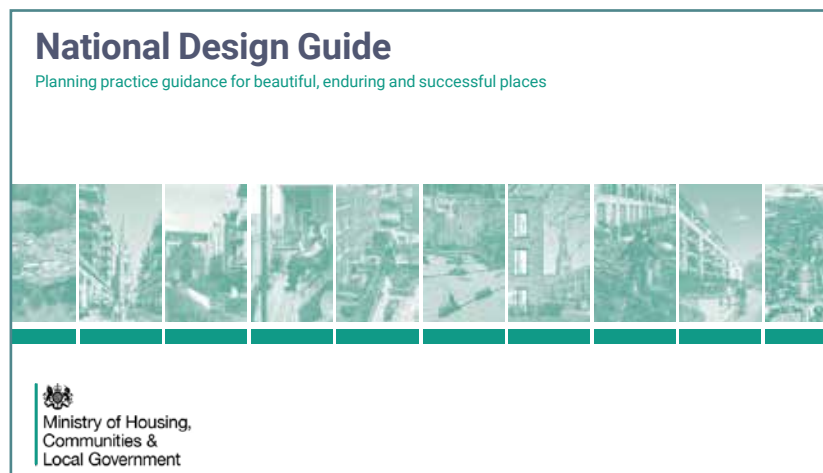 National Design Guide
Planning practice guidance for beautiful, enduring and successful places
Ministry of Housing,
Communities &
Local Government